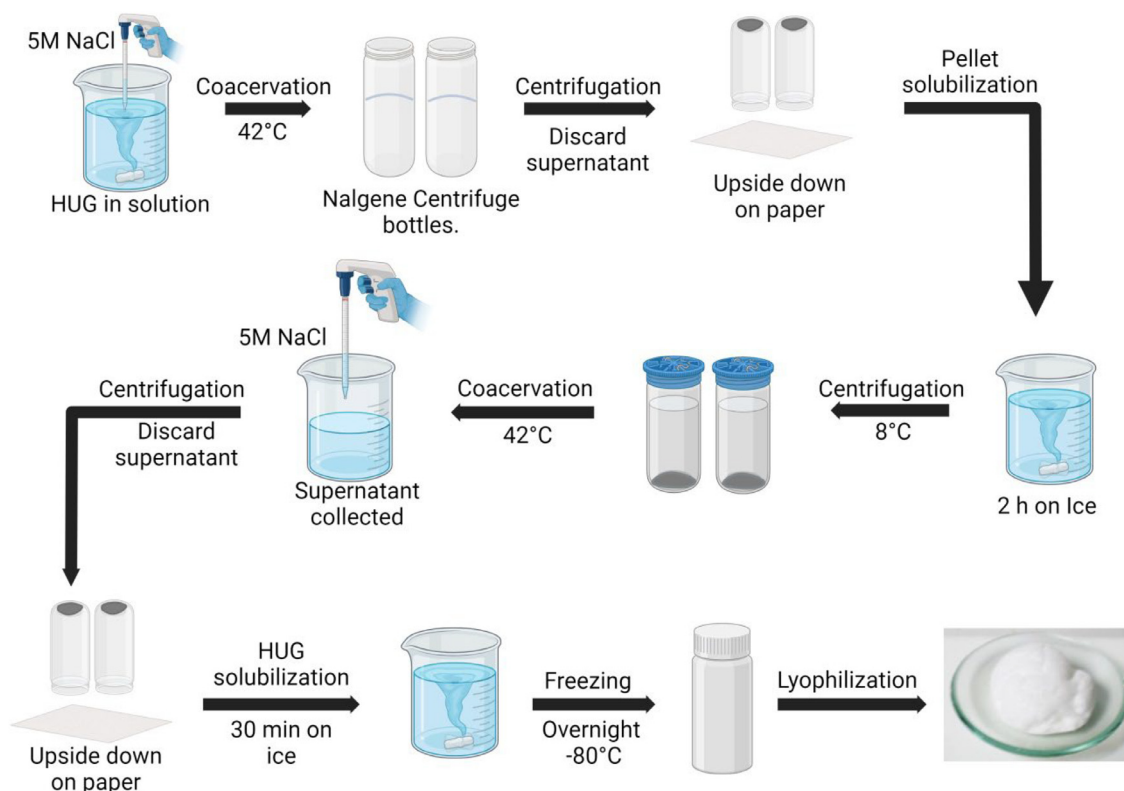 5M NaCl
HUG in solution
Coacervation
42°C
Nalgene Centrifuge
bottles.
Centrifugation
Discard
supernatant
Upside down
on paper
Pellet
solubilization
2 h on Ice
Centrifugation
8°C
Coacervation
42°C
5M NaCl
Supernatant
collected
Centrifugation
Discard
supernatant
Upside down
on paper
HUG
solubilization
30 min on
ice
Freezing
Overnight
-80°C
Lyophilization